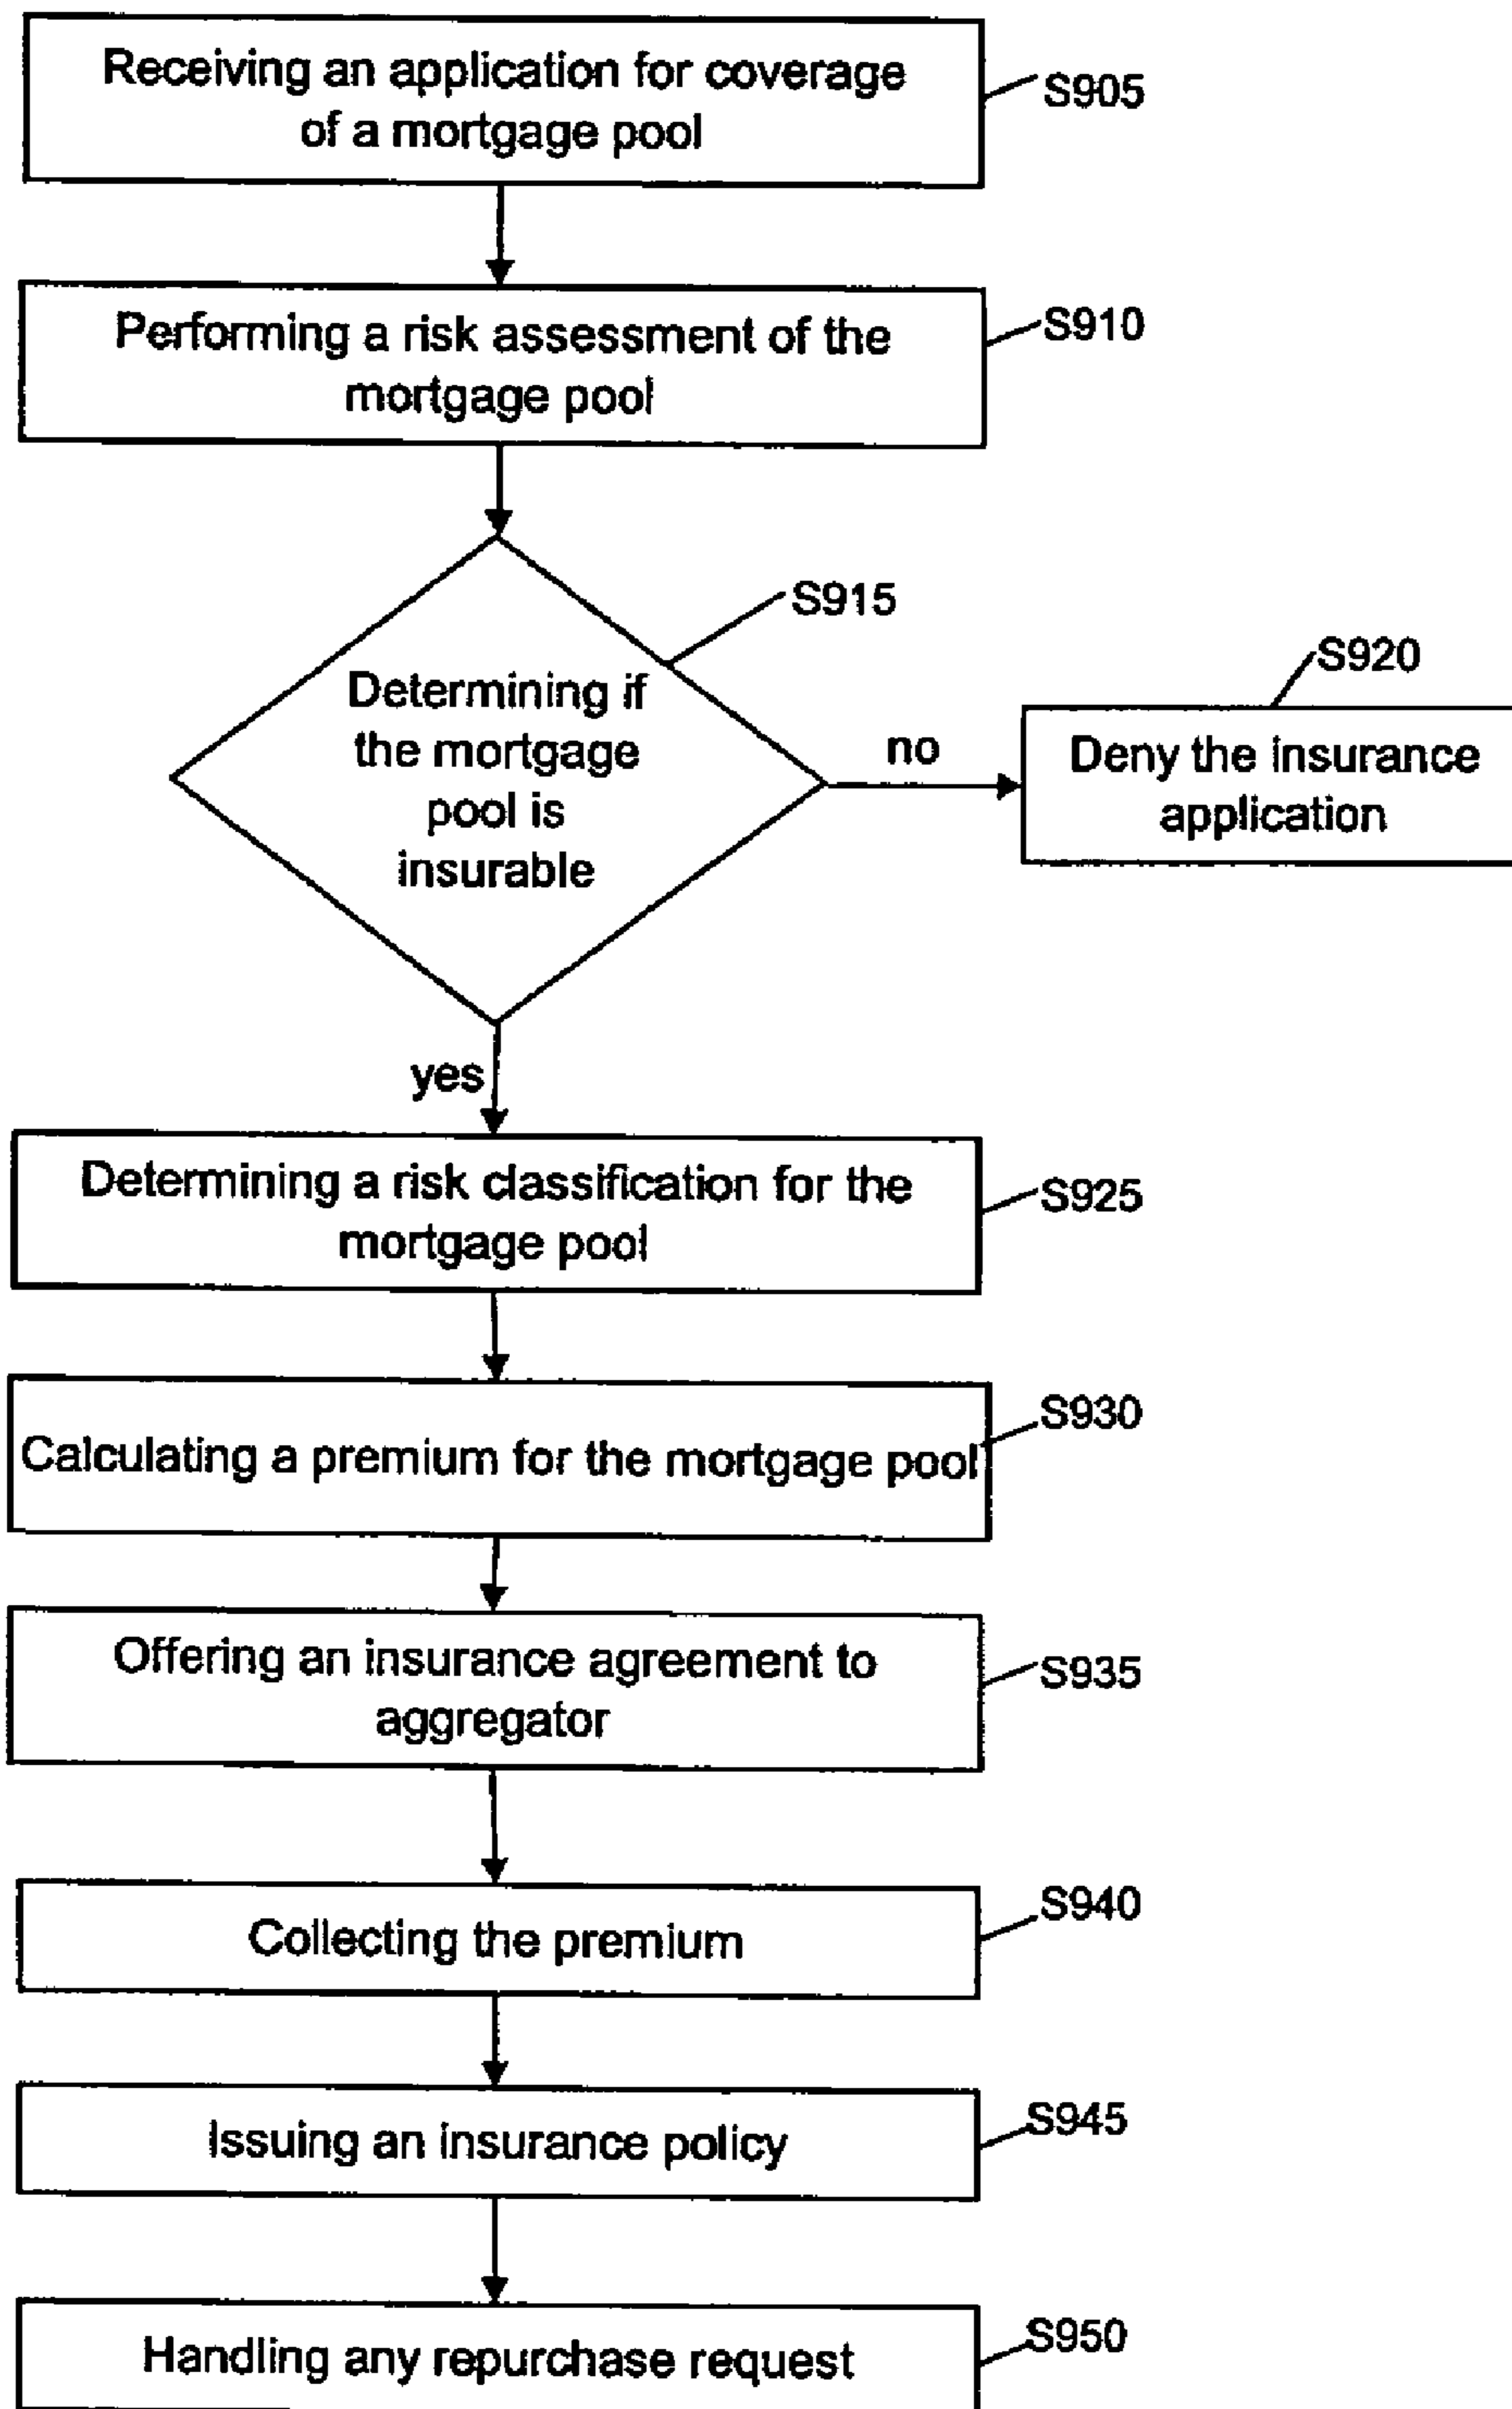 Receiving an application for coverage
of a mortgage pool
S905
Performing a risk assessment of the
mortgage pool
S910
S915
Determining if
the mortgage
pool is
insurable
no
S920
Deny the insurance
application
yes
Determining a risk classification for the
mortgage pool
S925
Calculating a premium for the mortgage pool
S930
Offering an insurance agreement to
aggregator
S935
Collecting the premium
S940
Issuing an insurance policy
S945
Handling any repurchase request
S950